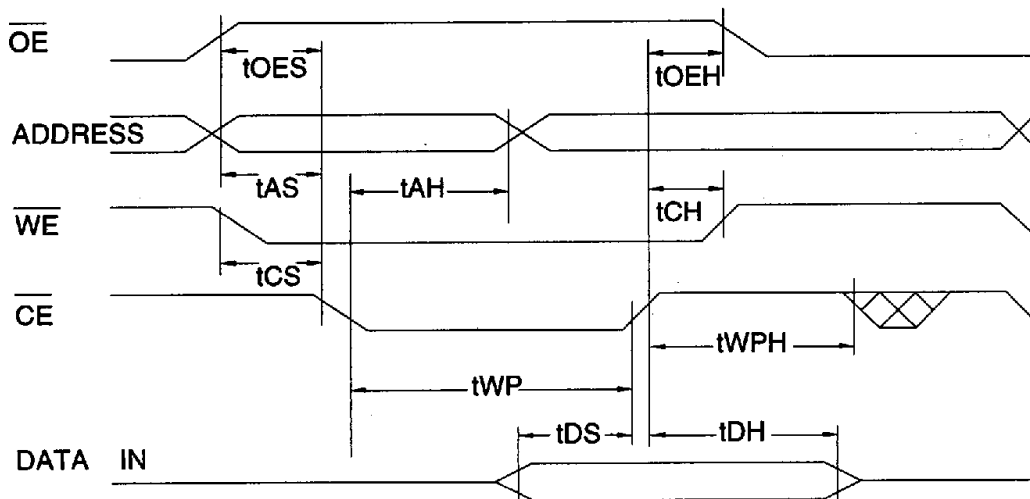 OE
tOES
tOEH
ADDRESS
tAS
tAH
tCH
WE
tCS
CE
tWPH
tWP
tDS
tDH
DATA IN